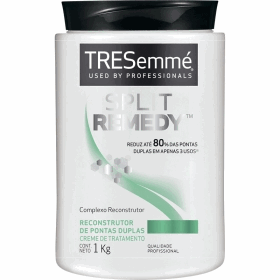 TRESemmé
USED BY PROFESSIONALS
SPLIT
REMEDY™
REDUZ ATÉ 80% DAS PONTAS
DUPLAS EM APENAS 3 USOS*
Complexo Reconstrutor
RECONSTRUTOR
DE PONTAS DUPLAS
CREME DE TRATAMENTO
CONT. NETO 1 Kg
QUALIDADE
PROFISSIONAL